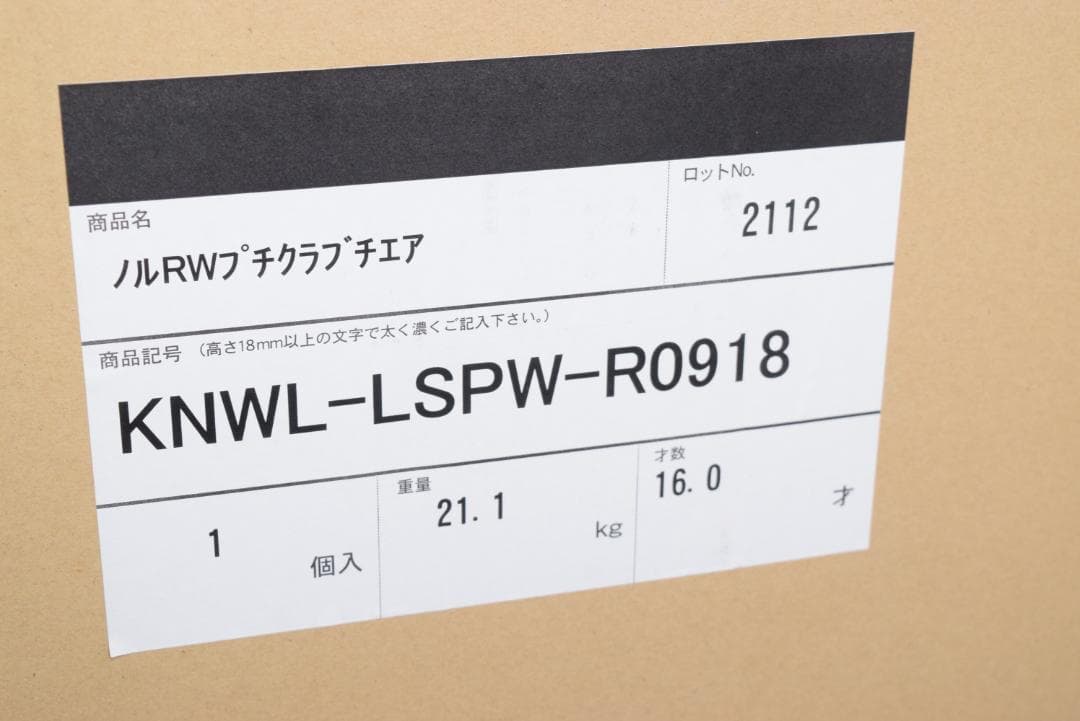 商品名
ロットNo.
ノルRWプチクラブチエア
2112
商品記号 (高さ18mm以上の文字で太く濃くご記入下さい。)
KNWL-LSPW-R0918
1 個入
重量
21.1 kg
才数
16.0 才